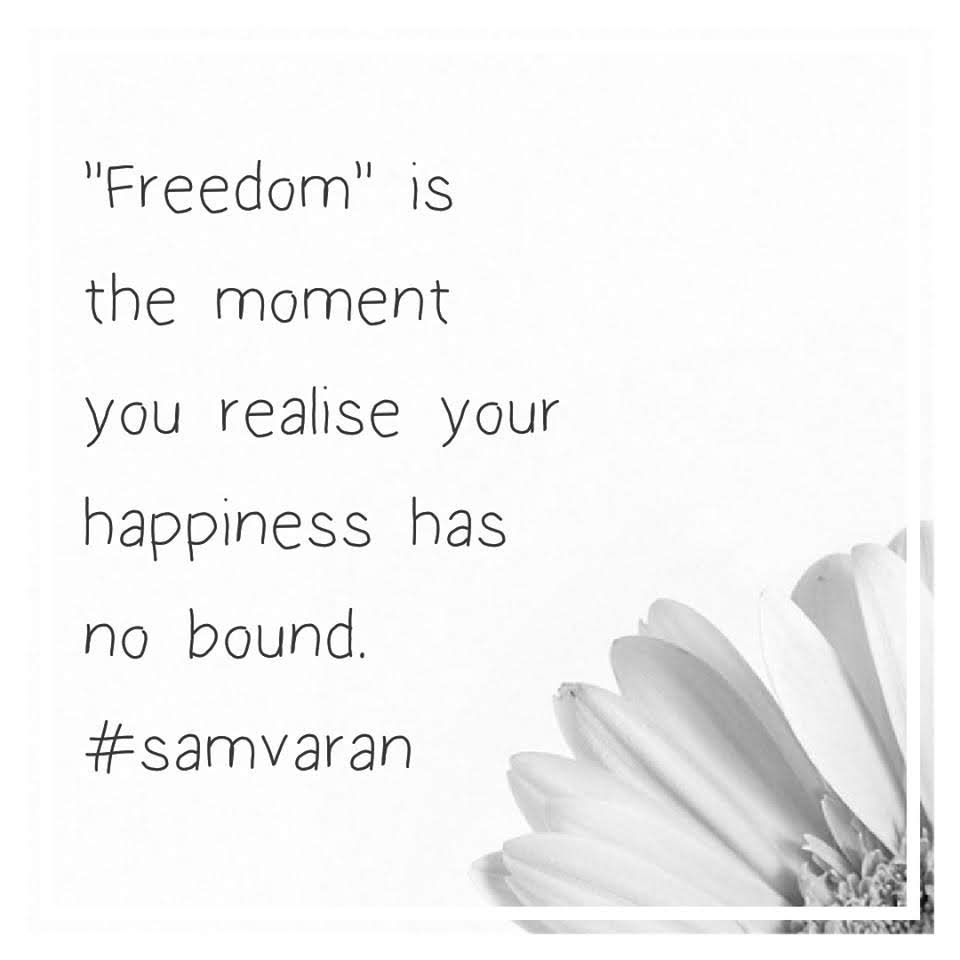 "Freedom" is
the moment
you realise your
happiness has
no bound.
#samvaran